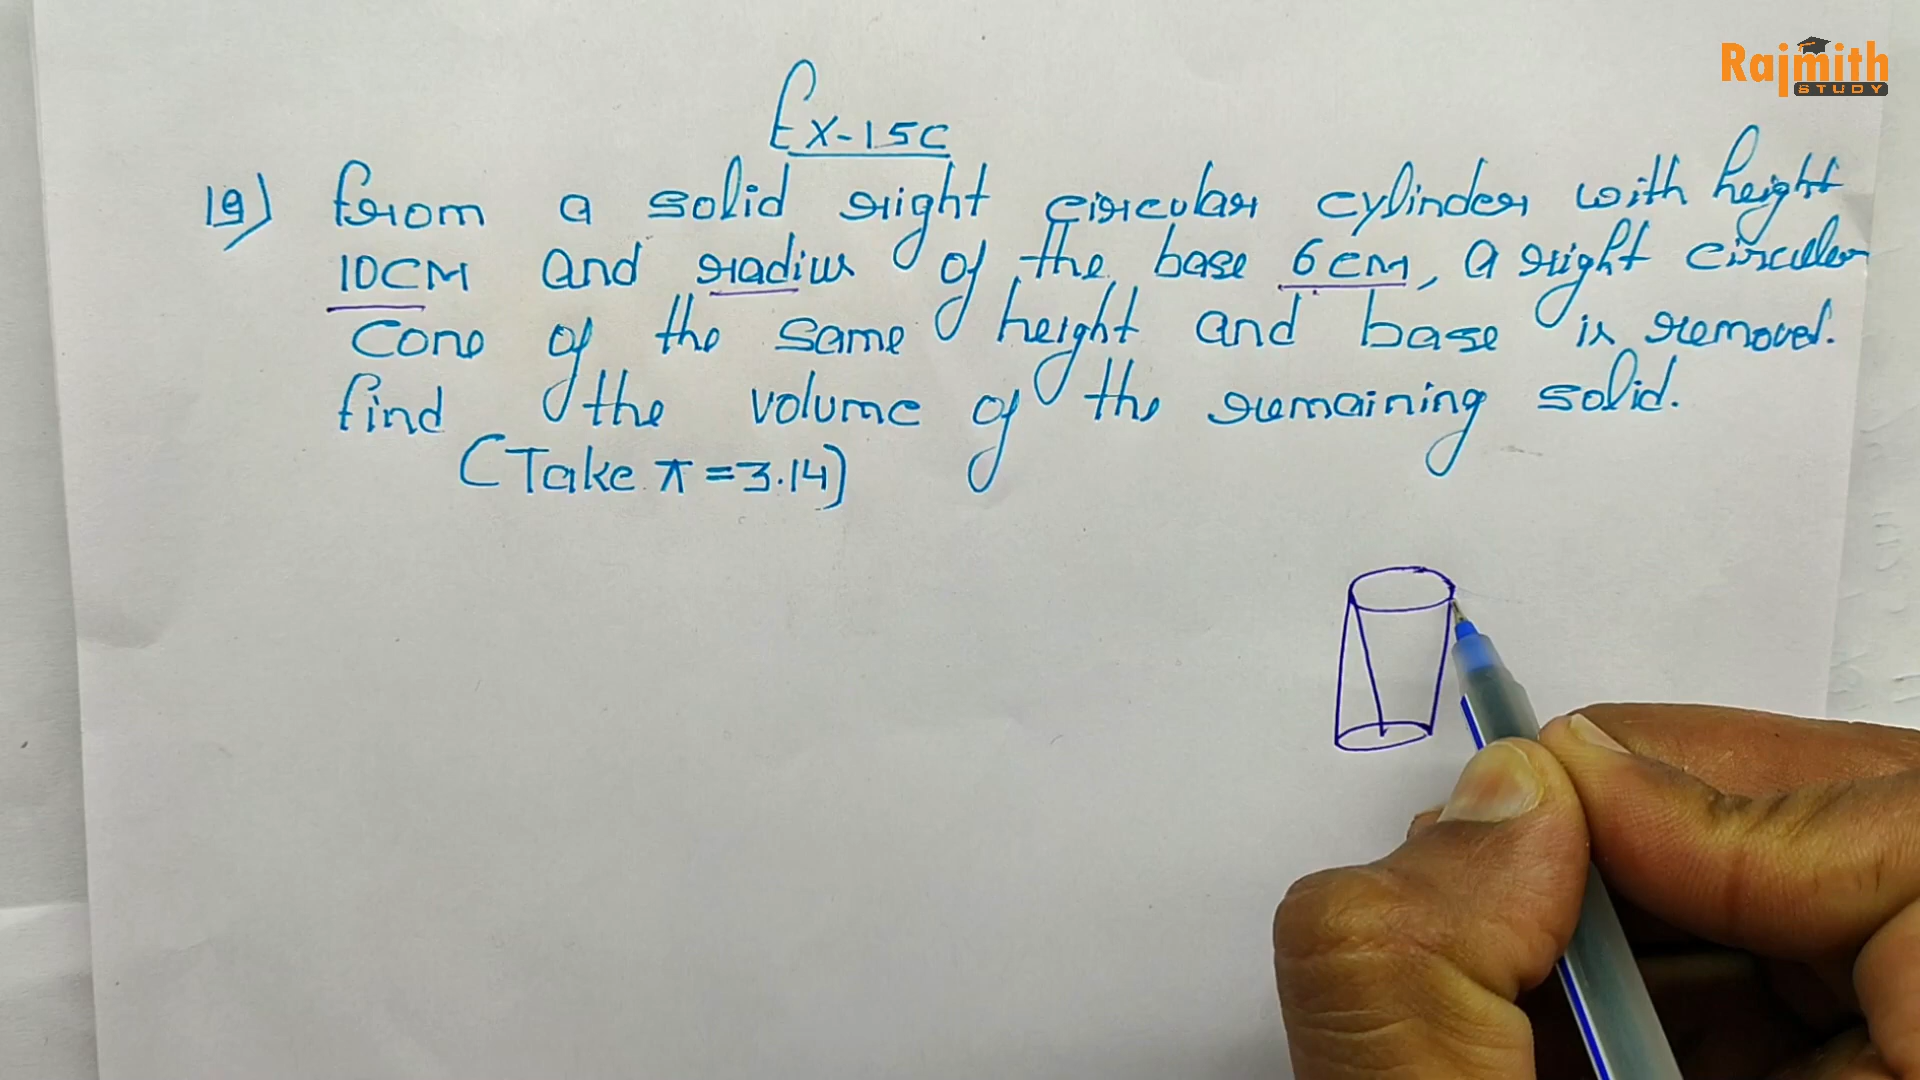 Rajmith
STUDY
Ex-15C
19) from a solid right circular cylinder with height
10CM and radius of the base 6cm, a right circular
cone of the same height and base is removed.
find the volume of the remaining solid.
(Take π=3.14)